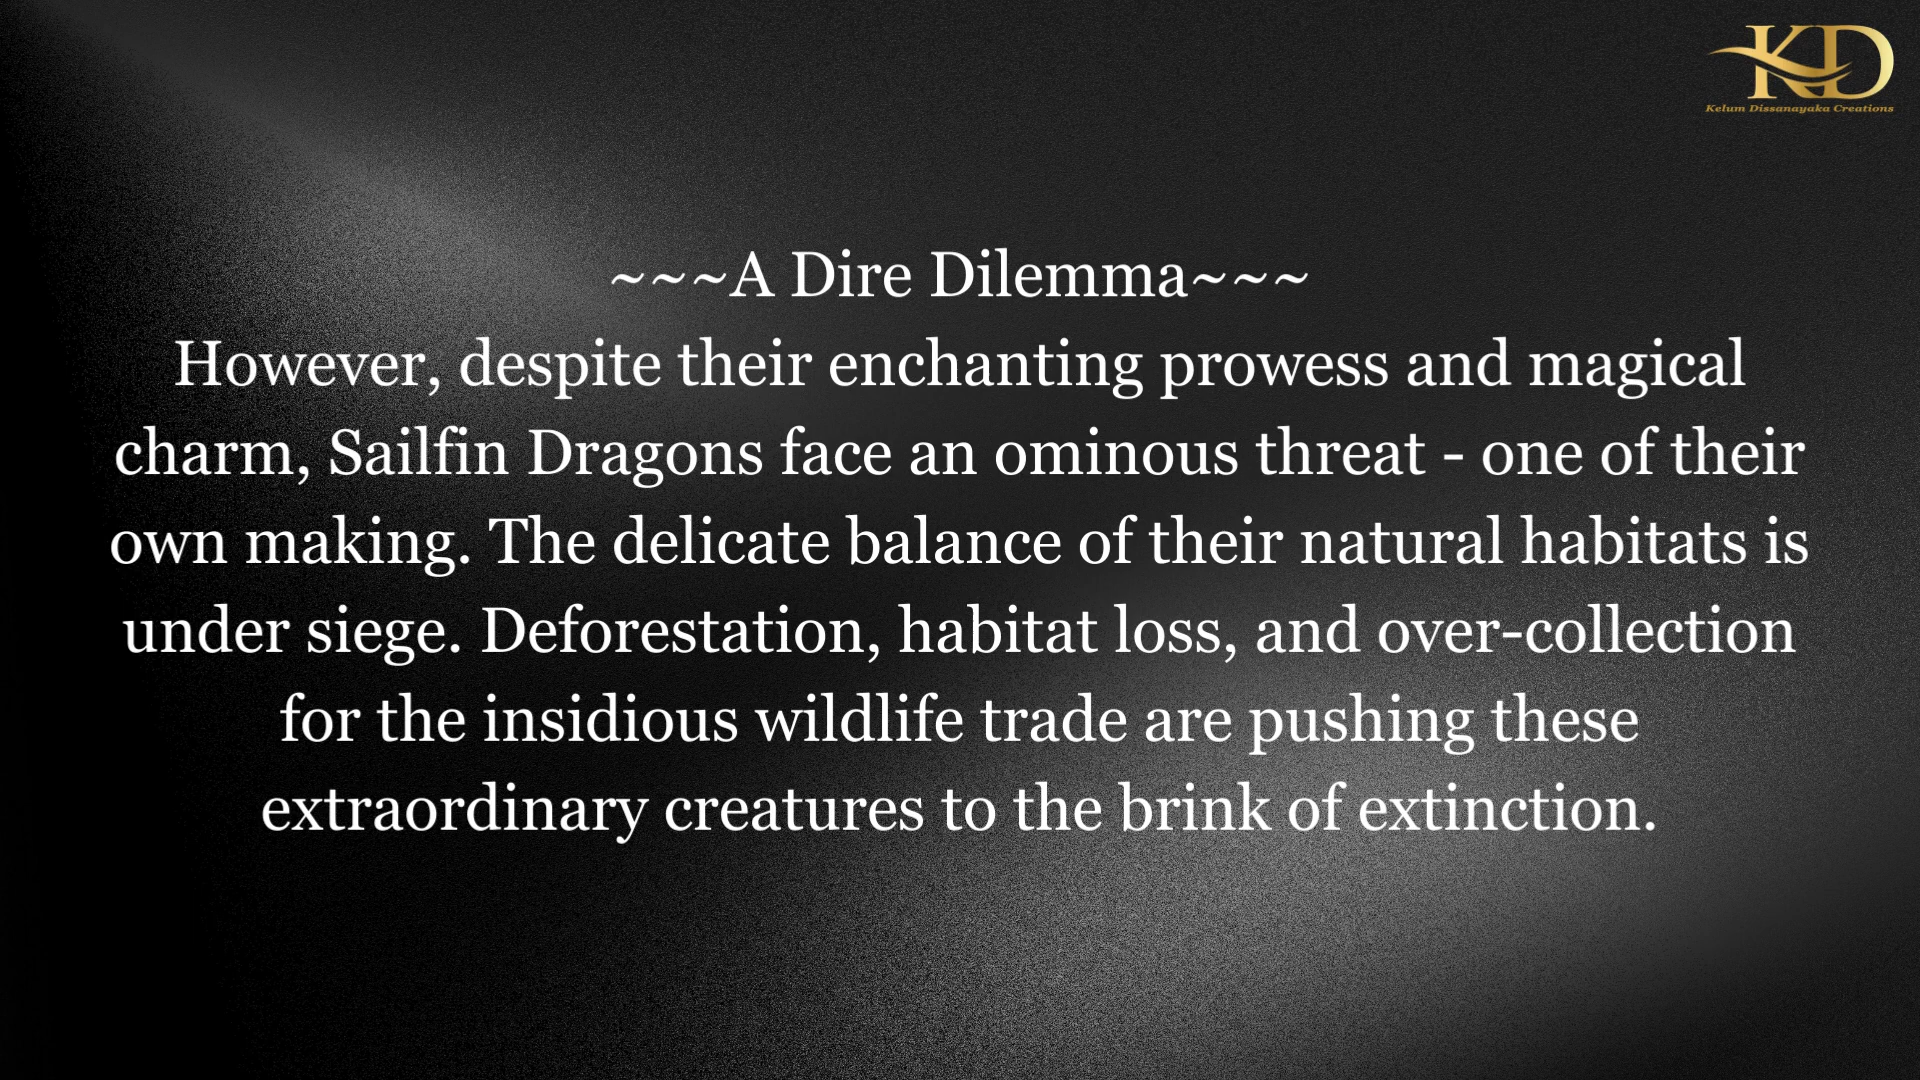 KD
Kelum Dissanayaka Creations
~~~A Dire Dilemma~~~
However, despite their enchanting prowess and magical
charm, Sailfin Dragons face an ominous threat - one of their
own making. The delicate balance of their natural habitats is
under siege. Deforestation, habitat loss, and over-collection
for the insidious wildlife trade are pushing these
extraordinary creatures to the brink of extinction.